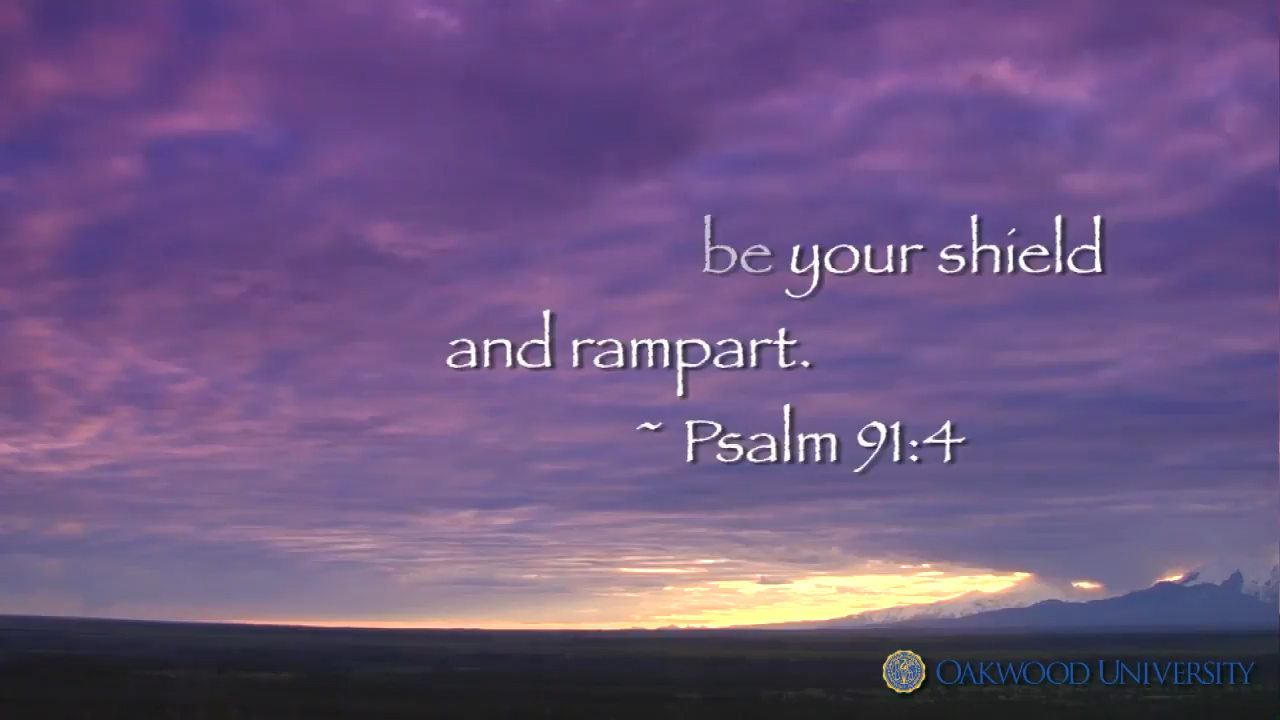 be your shield
and rampart.
~ Psalm 91:4
OAKWOOD UNIVERSITY